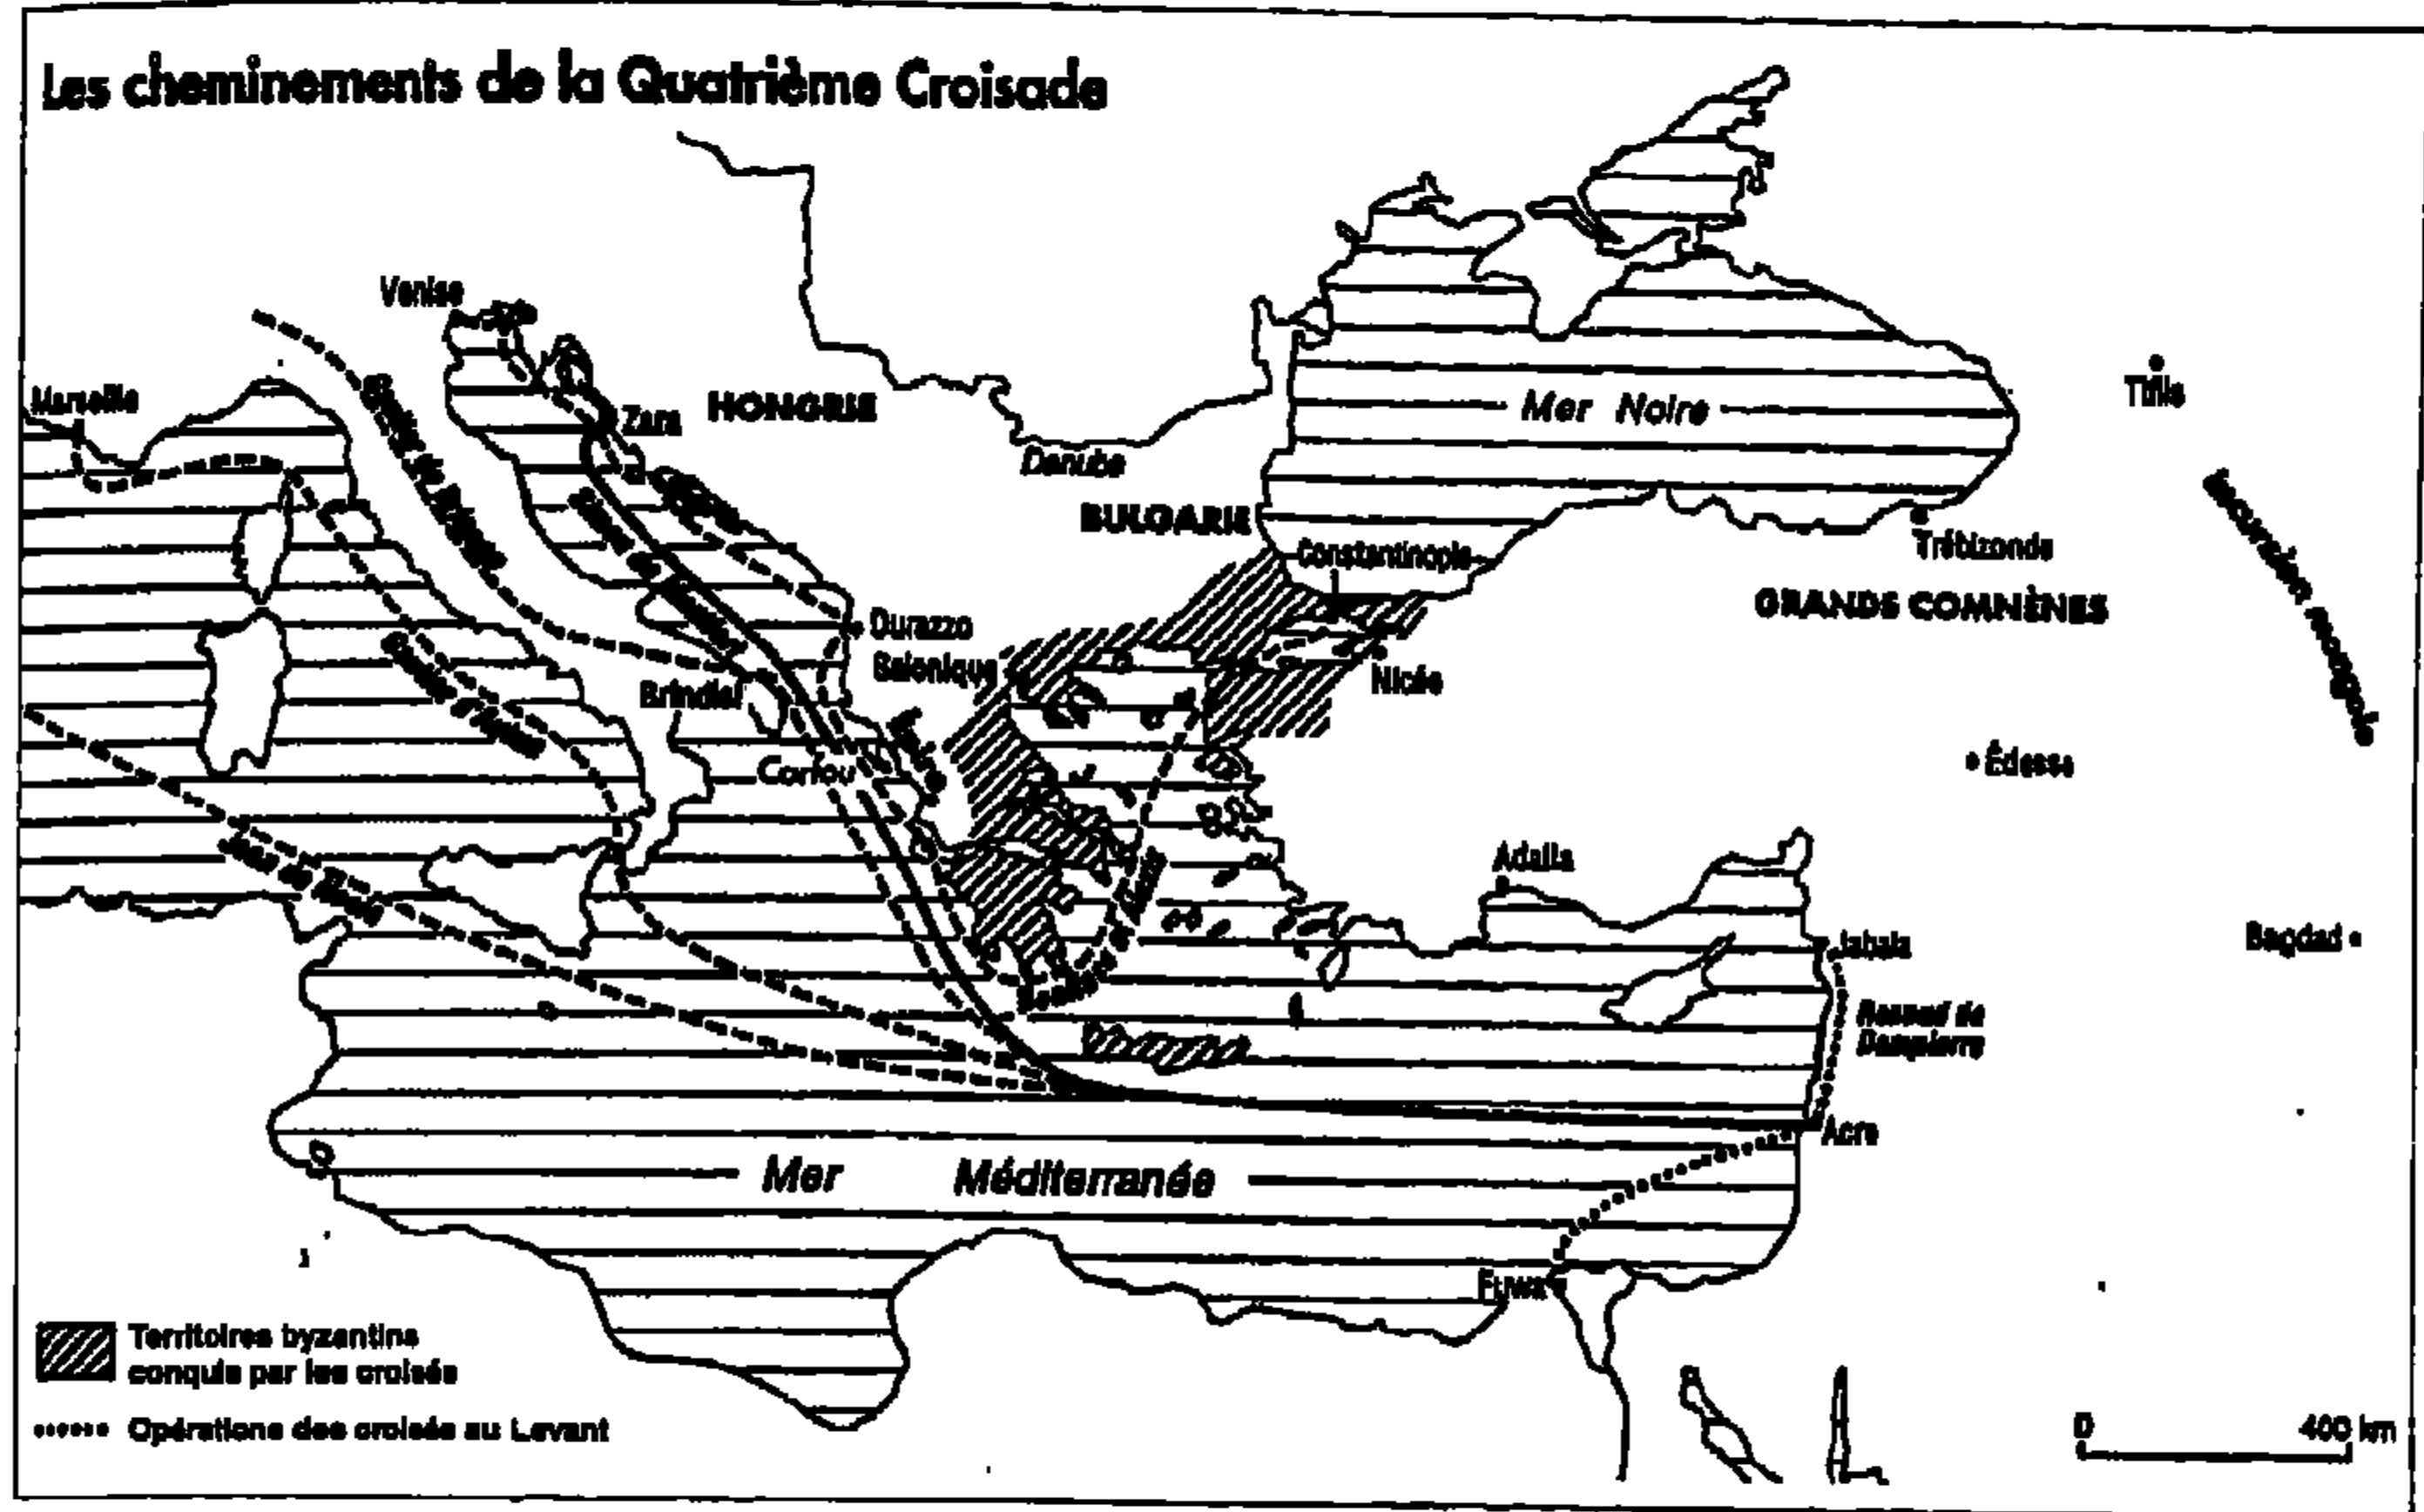 Les cheminements de la Quatrième Croisade
Venise
Marseille
Zara
HONGRIE
Danube
Mer Noire
Tiflis
BULGARIE
Constantinople
Trébizonde
GRANDS COMNÈNES
Durazzo
Salonique
Nicée
Brindisi
Corfou
Édesse
Adalia
Jabala
Bagdad
Renaud de
Dampierre
Acre
Mer Méditerranée
Fuwa
Territoires byzantins
conquis par les croisés
Opérations des croisés au Levant
0 400 km